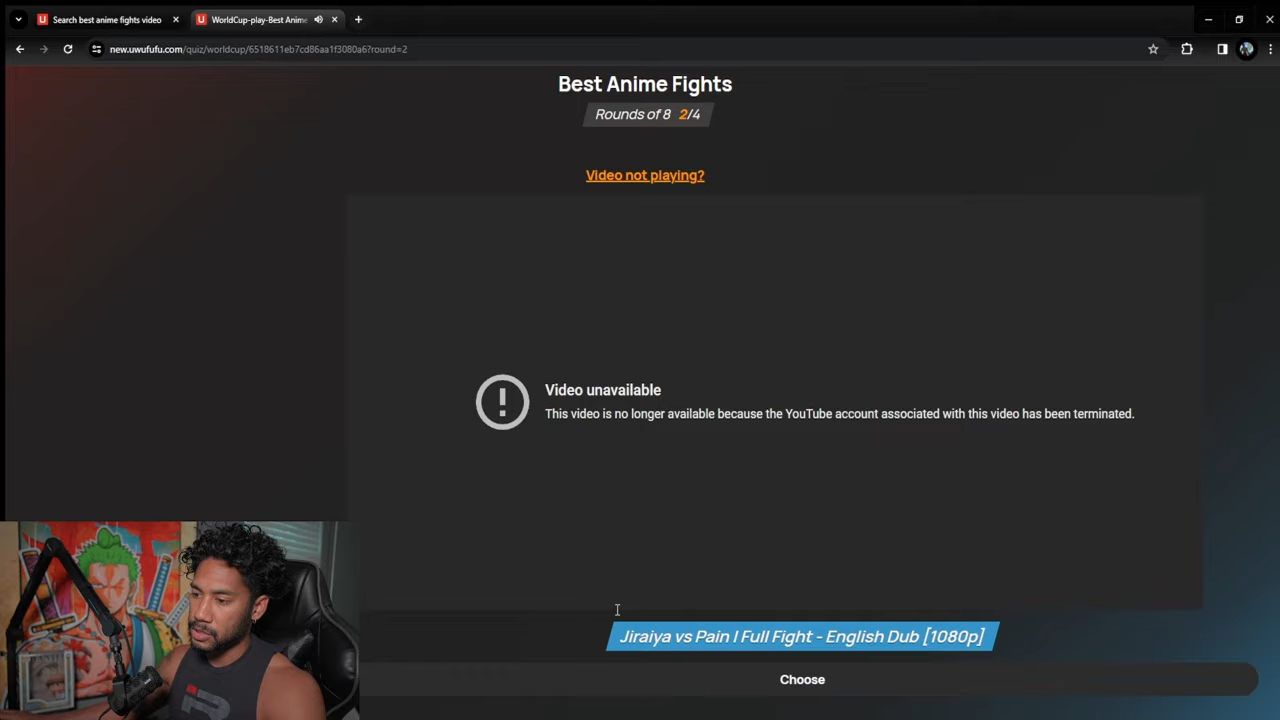 Search best anime fights video
WorldCup-play-Best Anime
new.uwufufu.com/quiz/worldcup/6518611eb7cd86aa1f3080a6?round=2
Best Anime Fights
Rounds of 8 2/4
Video not playing?
Video unavailable
This video is no longer available because the YouTube account associated with this video has been terminated.
Jiraiya vs Pain | Full Fight - English Dub [1080p]
Choose